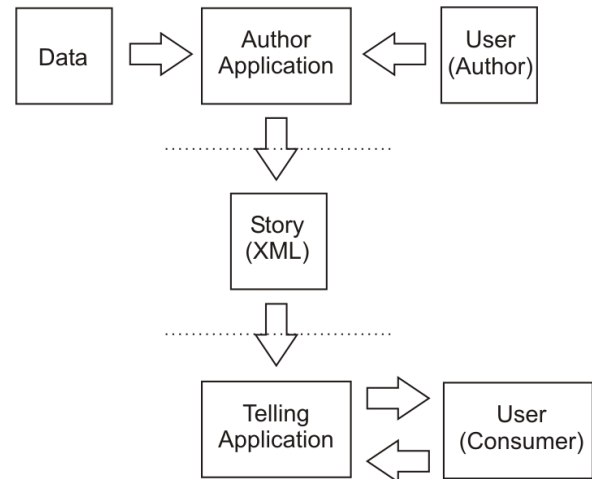 Data
Author
Application
User
(Author)
Story
(XML)
Telling
Application
User
(Consumer)